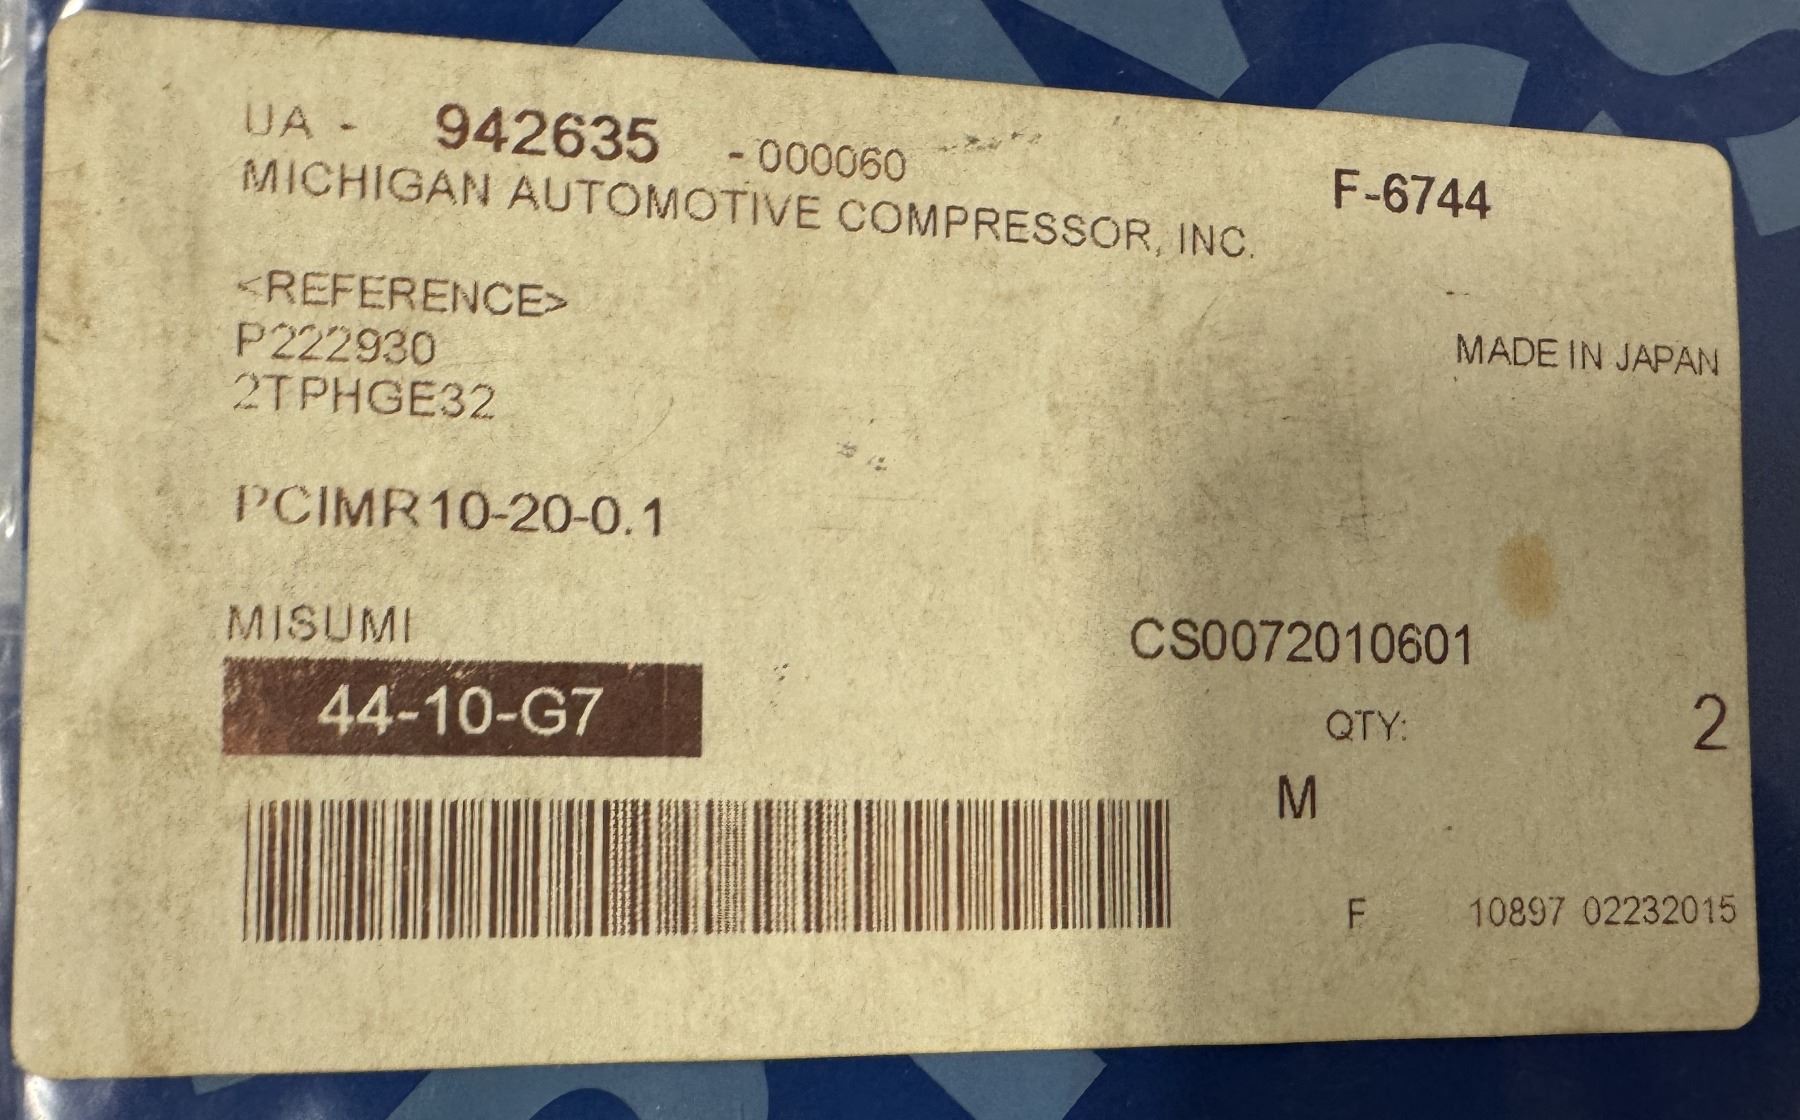 UA - 942635 -000060
F-6744
MICHIGAN AUTOMOTIVE COMPRESSOR, INC.
<REFERENCE>
P222930
MADE IN JAPAN
2TPHGE32
PCIMR10-20-0.1
MISUMI
CS0072010601
44-10-G7
QTY: 2
M
F 10897 02232015